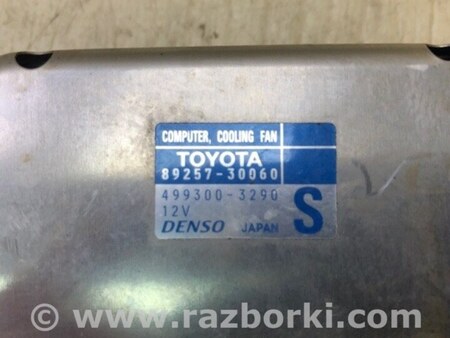 COMPUTER, COOLING FAN
TOYOTA
89257-30060
499300-3290
12V
S
DENSO JAPAN
© www.razborki.com